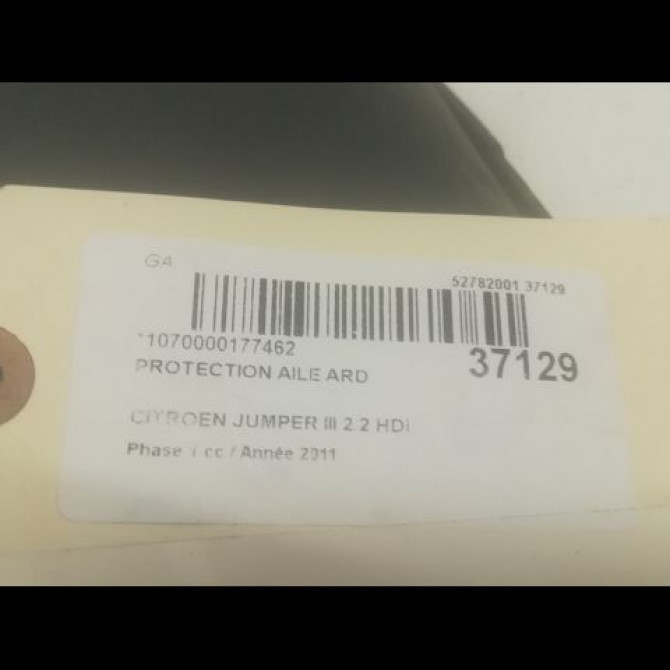 GA
52782001 37129
*1070000177462
37129
PROTECTION AILE ARD
CITROEN JUMPER III 2.2 HDi
Phase 1 cc / Année 2011